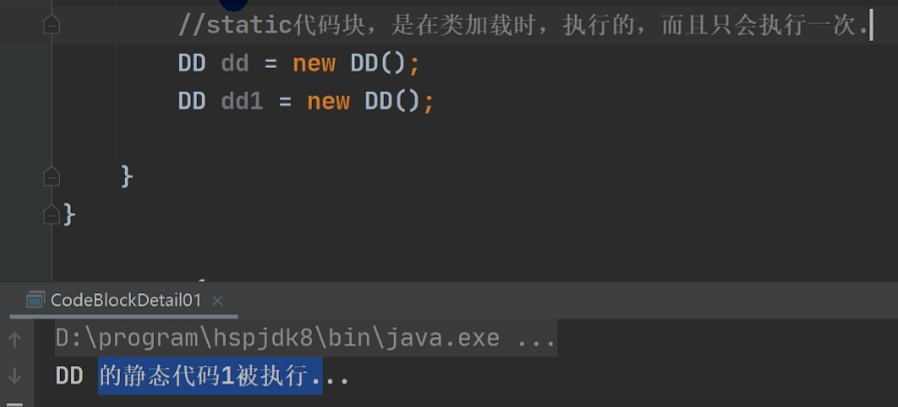 //static代码块，是在类加载时，执行的，而且只会执行一次.
DD dd = new DD();
DD dd1 = new DD();
}
}
CodeBlockDetail01 ×
D:\program\hspjdk8\bin\java.exe ...
DD 的静态代码1被执行...